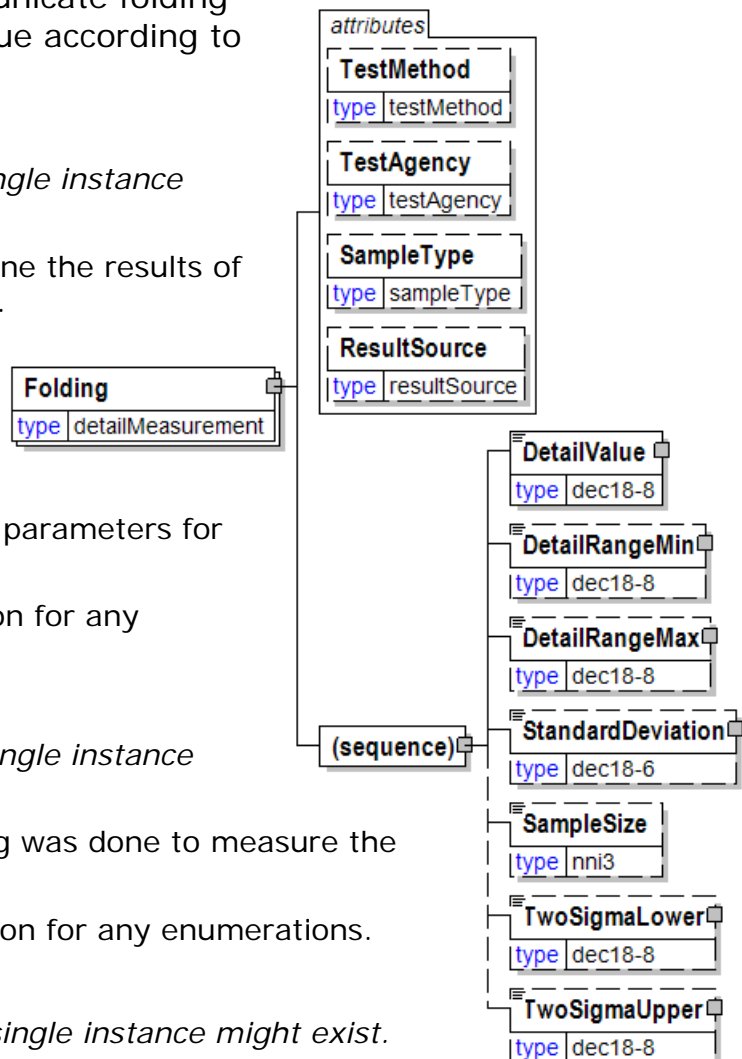 unicate folding
ue according to
ngle instance
ne the results of
.
parameters for
on for any
ngle instance
g was done to measure the
on for any enumerations.
single instance might exist.
attributes
TestMethod
type testMethod
TestAgency
type testAgency
SampleType
type sampleType
ResultSource
type resultSource
Folding
type detailMeasurement
(sequence)
DetailValue
type dec18-8
DetailRangeMin
type dec18-8
DetailRangeMax
type dec18-8
StandardDeviation
type dec18-6
SampleSize
type nni3
TwoSigmaLower
type dec18-8
TwoSigmaUpper
type dec18-8